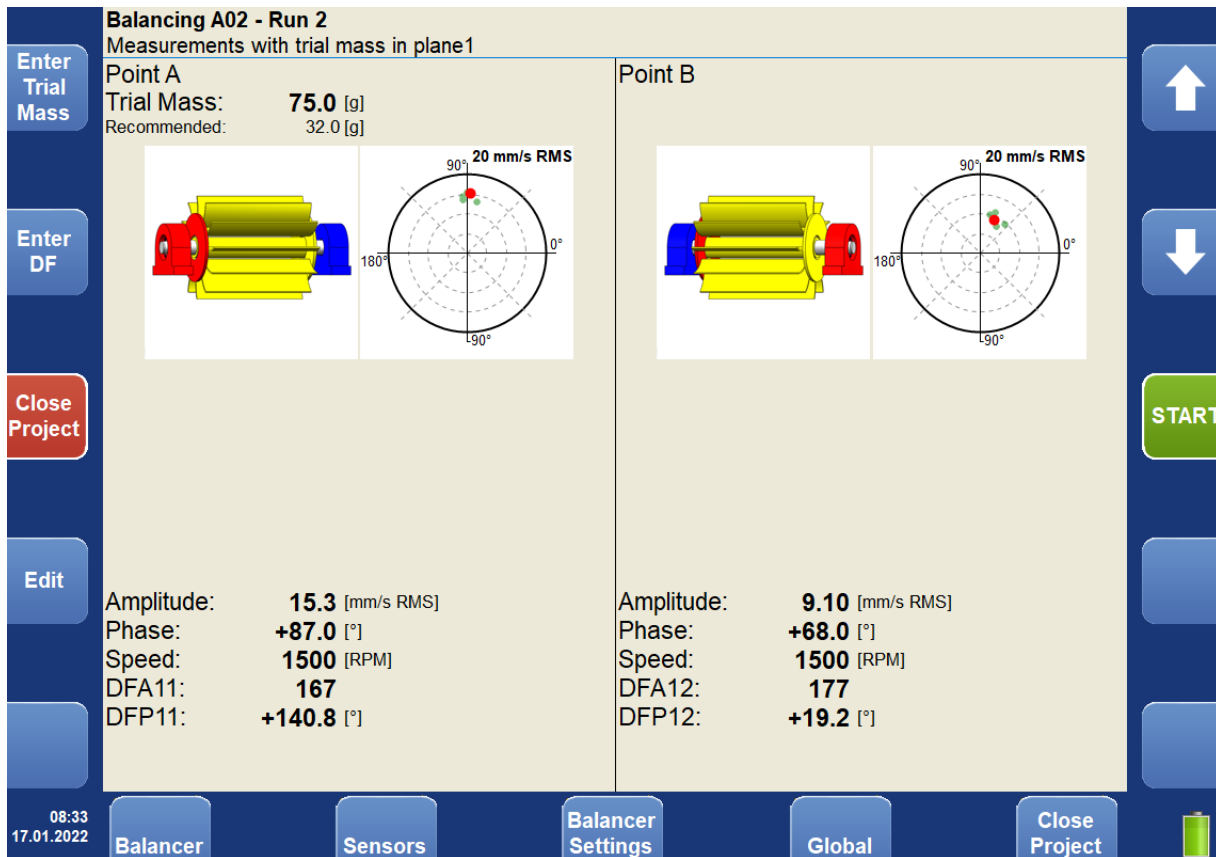 Balancing A02 - Run 2
Measurements with trial mass in plane1
Enter
Trial
Mass
Enter
DF
Close
Project
Edit
Point A
Trial Mass: 75.0 [g]
Recommended: 32.0 [g]
20 mm/s RMS
90°
0°
180°
-90°
Amplitude: 15.3 [mm/s RMS]
Phase: +87.0 [°]
Speed: 1500 [RPM]
DFA11: 167
DFP11: +140.8 [°]
Point B
20 mm/s RMS
90°
0°
180°
-90°
Amplitude: 9.10 [mm/s RMS]
Phase: +68.0 [°]
Speed: 1500 [RPM]
DFA12: 177
DFP12: +19.2 [°]
START
08:33
17.01.2022
Balancer
Sensors
Balancer
Settings
Global
Close
Project